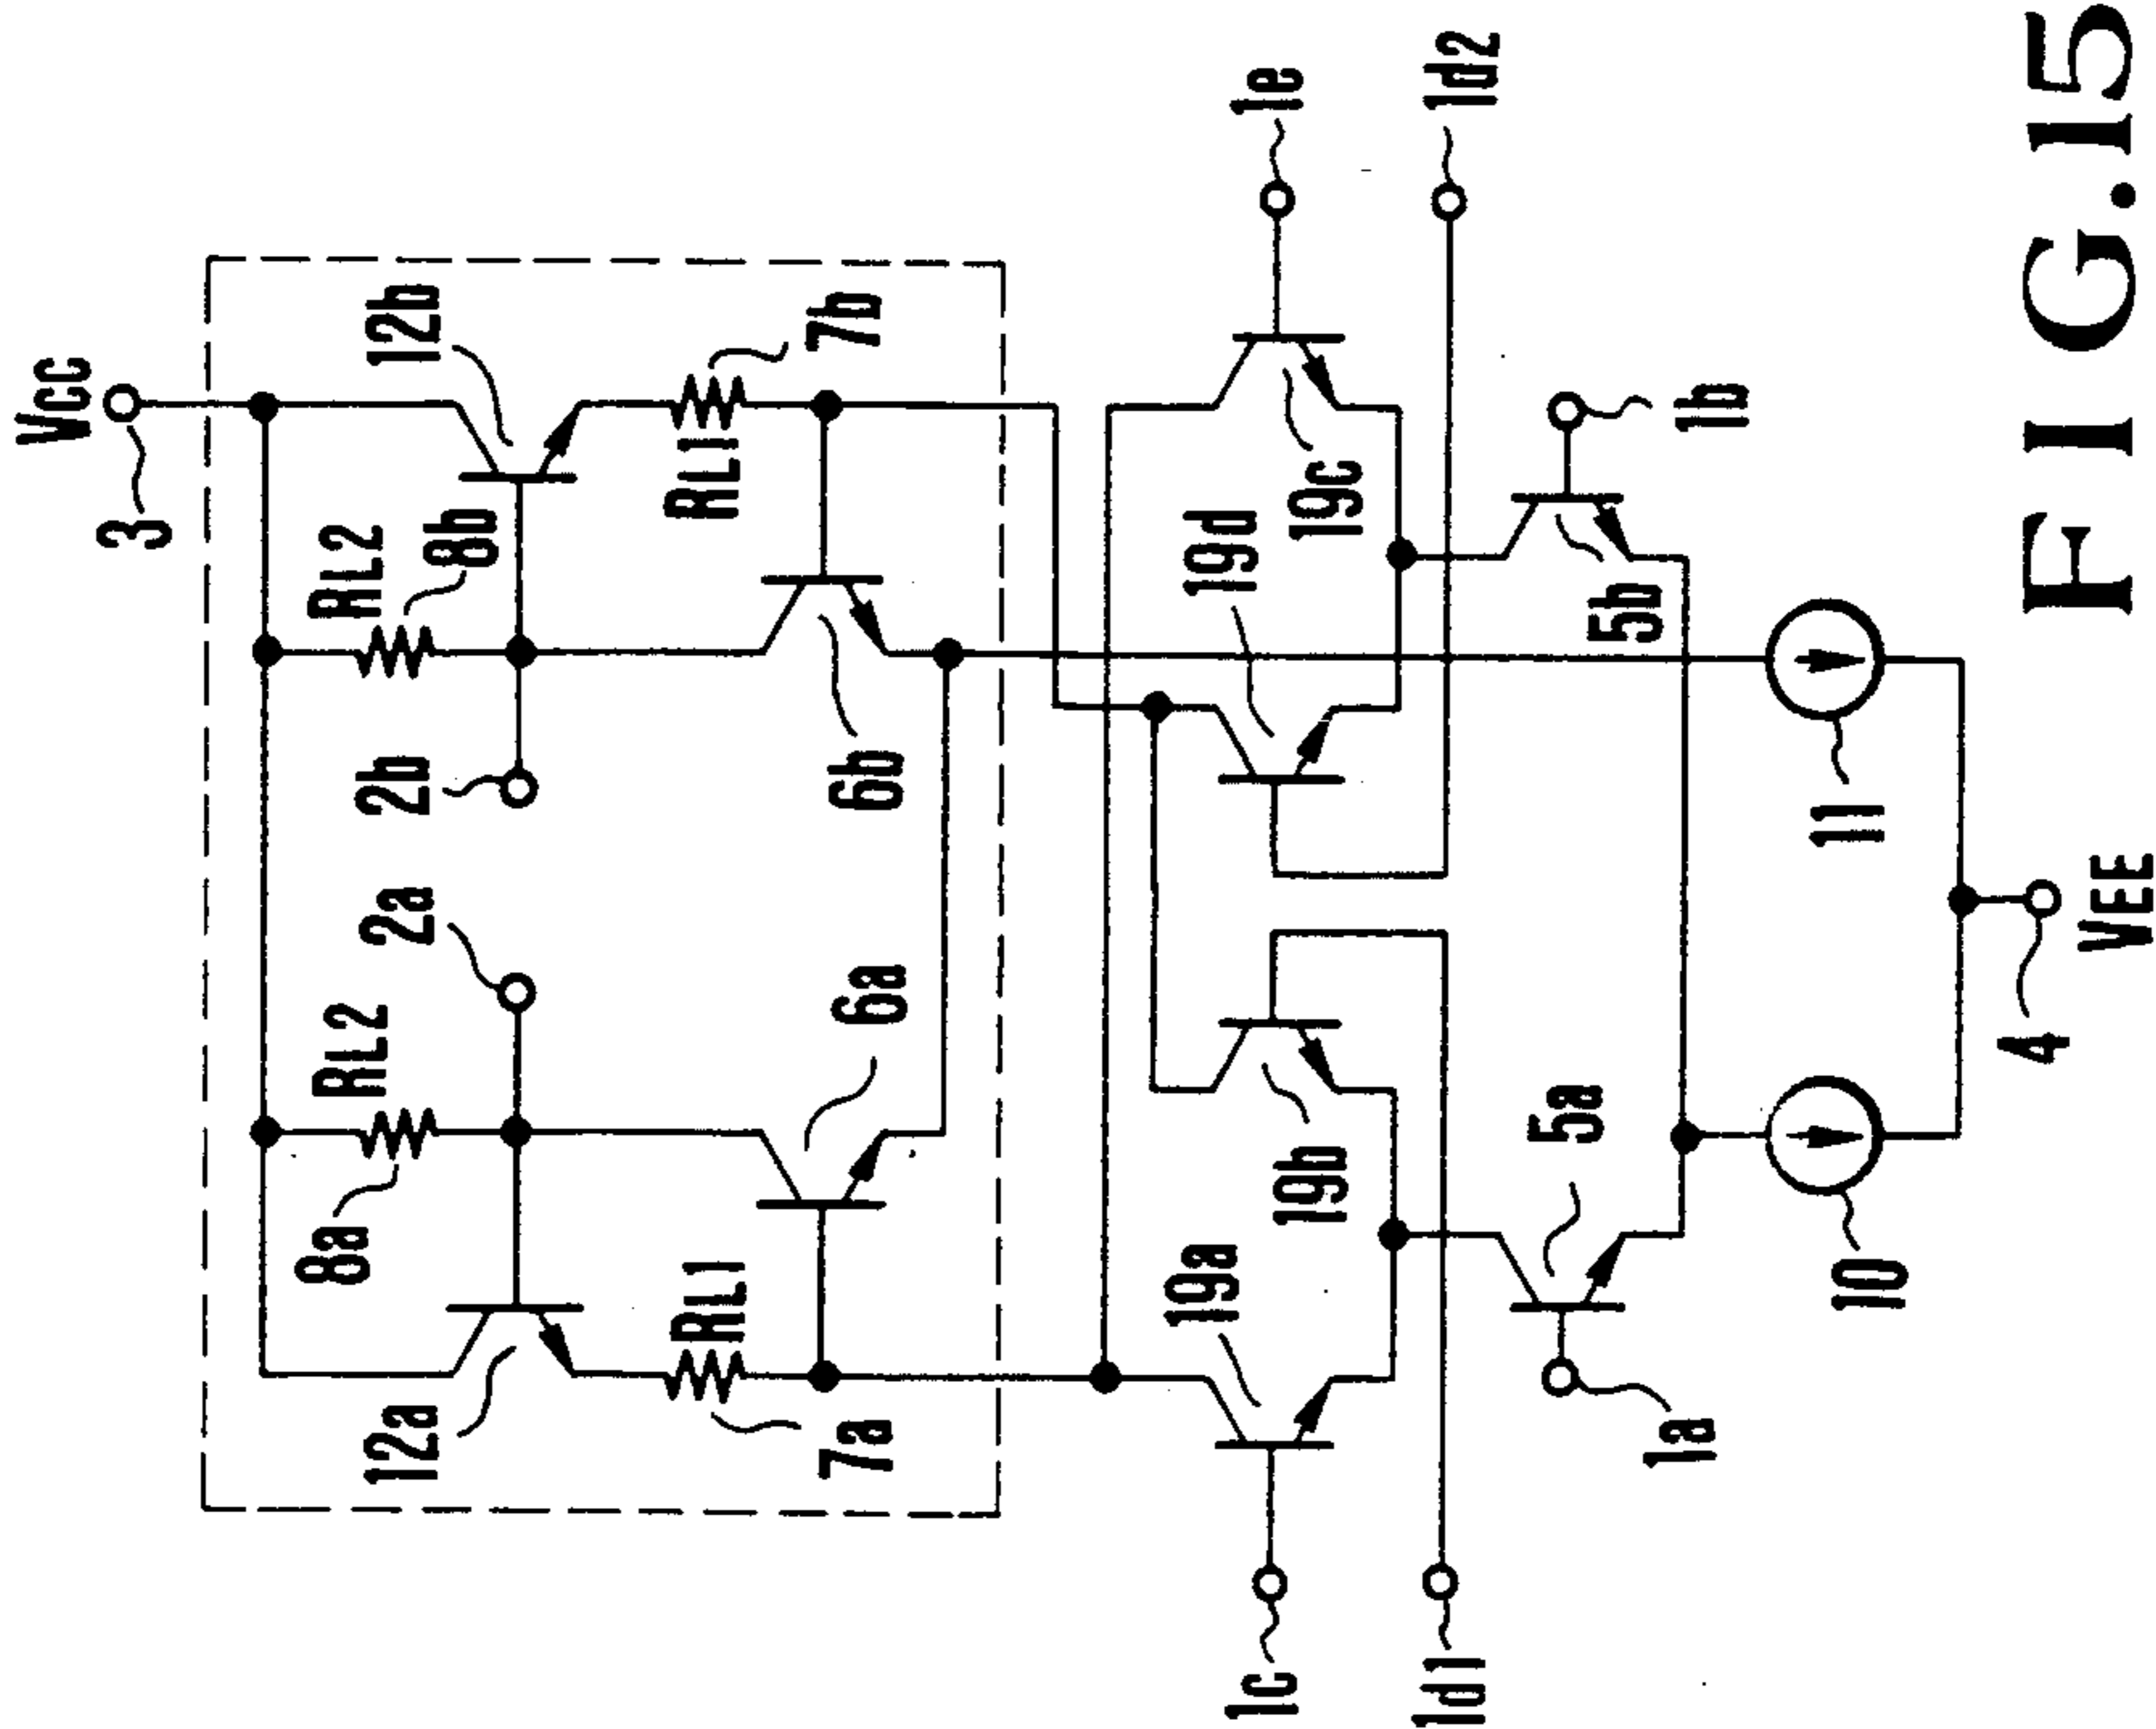 VCC
3
12b
RL2
8b
7b
RL1
2b
6b
2a
RL2
6a
8a
RL1
12a
7a
1e
1d2
19d
19c
1b
5b
19b
5a
19a
11
10
4
VEE
1a
1c
1d1
FIG.15